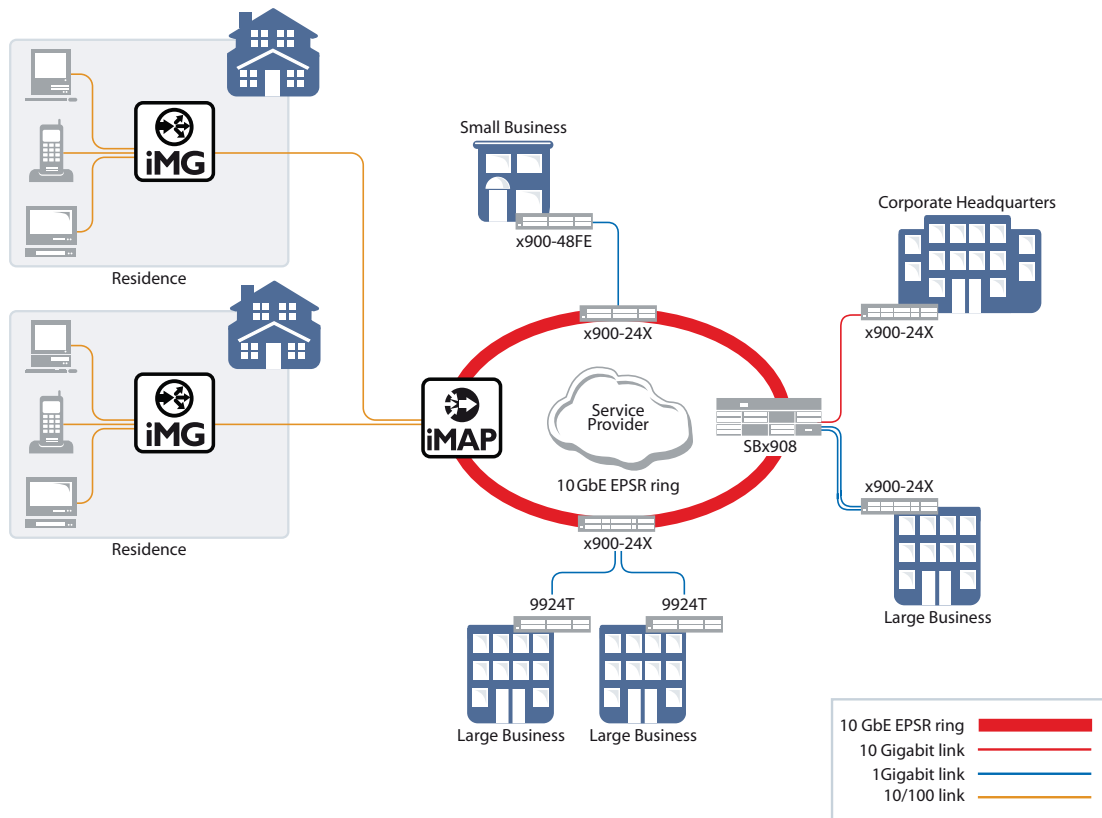 iMG
Residence
iMG
Residence
Small Business
x900-48FE
Corporate Headquarters
x900-24X
x900-24X
iMAP
Service
Provider
10 GbE EPSR ring
SBx908
x900-24X
Large Business
x900-24X
9924T
9924T
Large Business
Large Business
10 GbE EPSR ring
10 Gigabit link
1Gigabit link
10/100 link